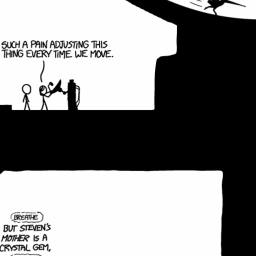 SUCH A PAIN ADJUSTING THIS
THING EVERY TIME WE MOVE.
BREATHE
BUT STEVEN'S
MOTHER IS A
CRYSTAL GEM,